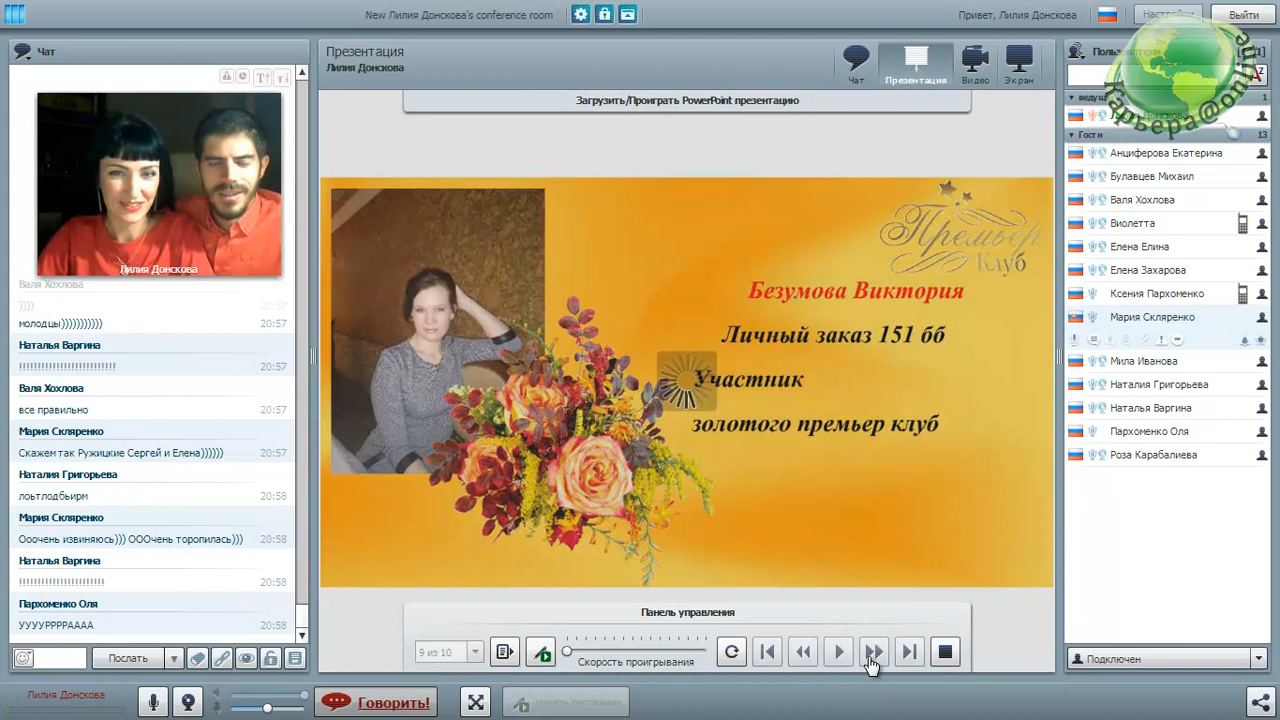 New Лилия Донскова's conference room
Привет, Лилия Донскова
Настройки
Выйти
Чат
Лилия Донскова
Валя Хохлова
)))) 20:57
молодцы))))))))))) 20:57
Наталья Варгина
!!!!!!!!!!!!!!!!!!!!!!!!!! 20:57
Валя Хохлова
все правильно 20:57
Мария Скляренко
Скажем так Ружицкие Сергей и Елена)))))) 20:57
Наталия Григорьева
лоьтлодбьирм 20:58
Мария Скляренко
Ооочень извиняюсь))) ОООчень торопилась))) 20:58
Наталья Варгина
!!!!!!!!!!!!!!!!!!!!!!! 20:58
Пархоменко Оля
УУУУРРРРАААА 20:58
Послать
Презентация
Лилия Донскова
Чат
Презентация
Видео
Экран
Загрузить/Проиграть PowerPoint презентацию
Премьер
Клуб
Безумова Виктория
Личный заказ 151 бб
Участник
золотого премьер клуб
Панель управления
9 из 10
Скорость проигрывания
Пользователи
карьера@online
Гости 13
Анциферова Екатерина
Булавцев Михаил
Валя Хохлова
Виолетта
Елена Елина
Елена Захарова
Ксения Пархоменко
Мария Скляренко
Мила Иванова
Наталия Григорьева
Наталья Варгина
Пархоменко Оля
Роза Карабалиева
Подключен
Лилия Донскова
Говорить!